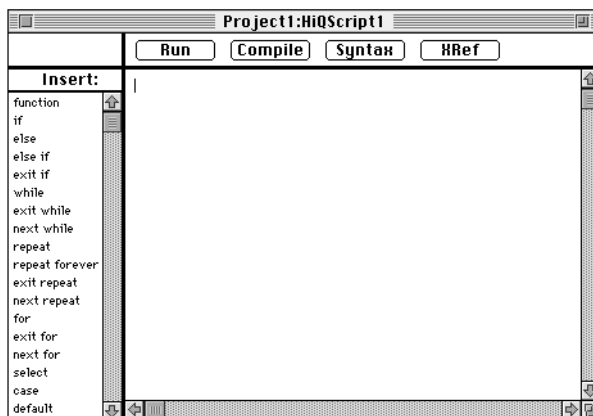 Project1:HiQScript1
Run Compile Syntax XRef
Insert:
function
if
else
else if
exit if
while
exit while
next while
repeat
repeat forever
exit repeat
next repeat
for
exit for
next for
select
case
default